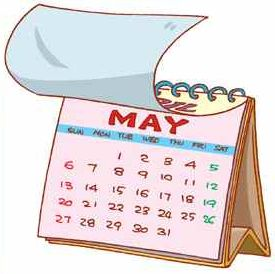 MAY
SUN MON TUE WED THU FRI SAT
1 2 3 4 5
6 7 8 9 10 11 12
13 14 15 16 17 18 19
20 21 22 23 24 25 26
27 28 29 30 31